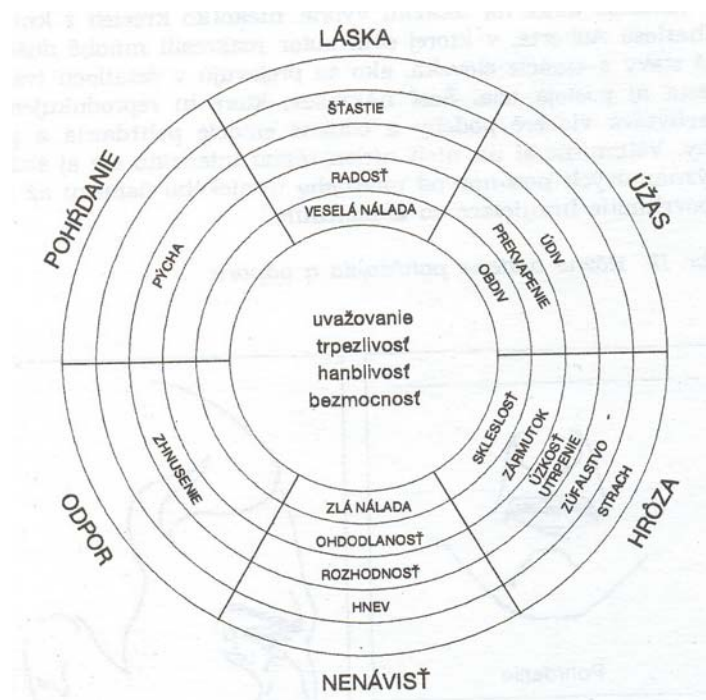 LÁSKA
ŠŤASTIE
RADOSŤ
VESELÁ NÁLADA
POHŔDANIE
PÝCHA
ÚŽAS
ÚDIV
PREKVAPENIE
OBDIV
uvažovanie
trpezlivosť
hanblivosť
bezmocnosť
SKLESLOSŤ
ZÁRMUTOK
ÚZKOSŤ
UTRPENIE
ZÚFALSTVO
STRACH
HRÔZA
ZHNUSENIE
ODPOR
ZLÁ NÁLADA
OHDODLANOSŤ
ROZHODNOSŤ
HNEV
NENÁVISŤ